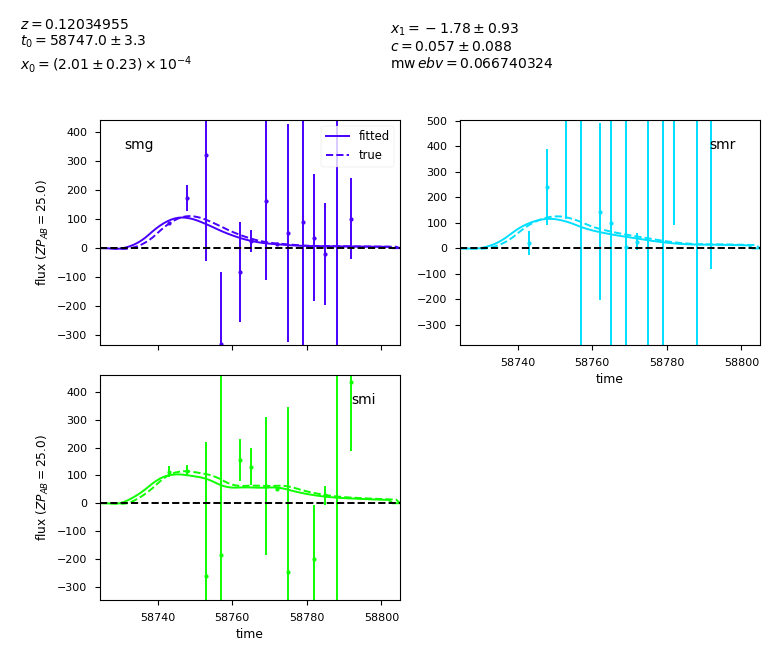 z = 0.12034955
t₀ = 58747.0 ± 3.3
x₀ = (2.01 ± 0.23) × 10⁻⁴
x₁ = −1.78 ± 0.93
c = 0.057 ± 0.088
mw ebv = 0.066740324
smg
fitted
true
400
300
200
100
0
−100
−200
−300
flux (ZP_AB = 25.0)
smr
500
400
300
200
100
0
−100
−200
−300
58740 58760 58780 58800
time
smi
400
300
200
100
0
−100
−200
−300
flux (ZP_AB = 25.0)
58740 58760 58780 58800
time